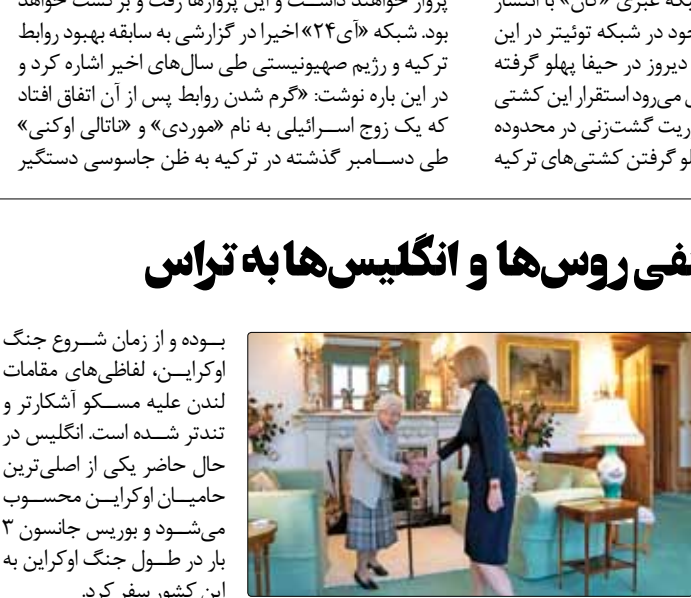 بکه عبری «کان» با انتشار
خود در شبکه توئیتر در این
دیروز در حیفا پهلو گرفته
می‌رود استقرار این کشتی
ریت گشت‌زنی در محدوده
لو گرفتن کشتی‌های ترکیه
پرواز خواهند داشت و این پروازها رفت و برگشت خواهد
بود. شبکه «آی۲۴» اخیرا در گزارشی به سابقه بهبود روابط
ترکیه و رژیم صهیونیستی طی سال‌های اخیر اشاره کرد و
در این باره نوشت: «گرم شدن روابط پس از آن اتفاق افتاد
که یک زوج اسرائیلی به نام «موردی» و «ناتالی اوکنی»
طی دسامبر گذشته در ترکیه به ظن جاسوسی دستگیر
نفی روس‌ها و انگلیس‌ها به تراس
بوده و از زمان شروع جنگ
اوکراین، لفاظی‌های مقامات
لندن علیه مسکو آشکارتر و
تندتر شده است. انگلیس در
حال حاضر یکی از اصلی‌ترین
حامیان اوکراین محسوب
می‌شود و بوریس جانسون ۳
بار در طول جنگ اوکراین به
این کشور سفر کرد.